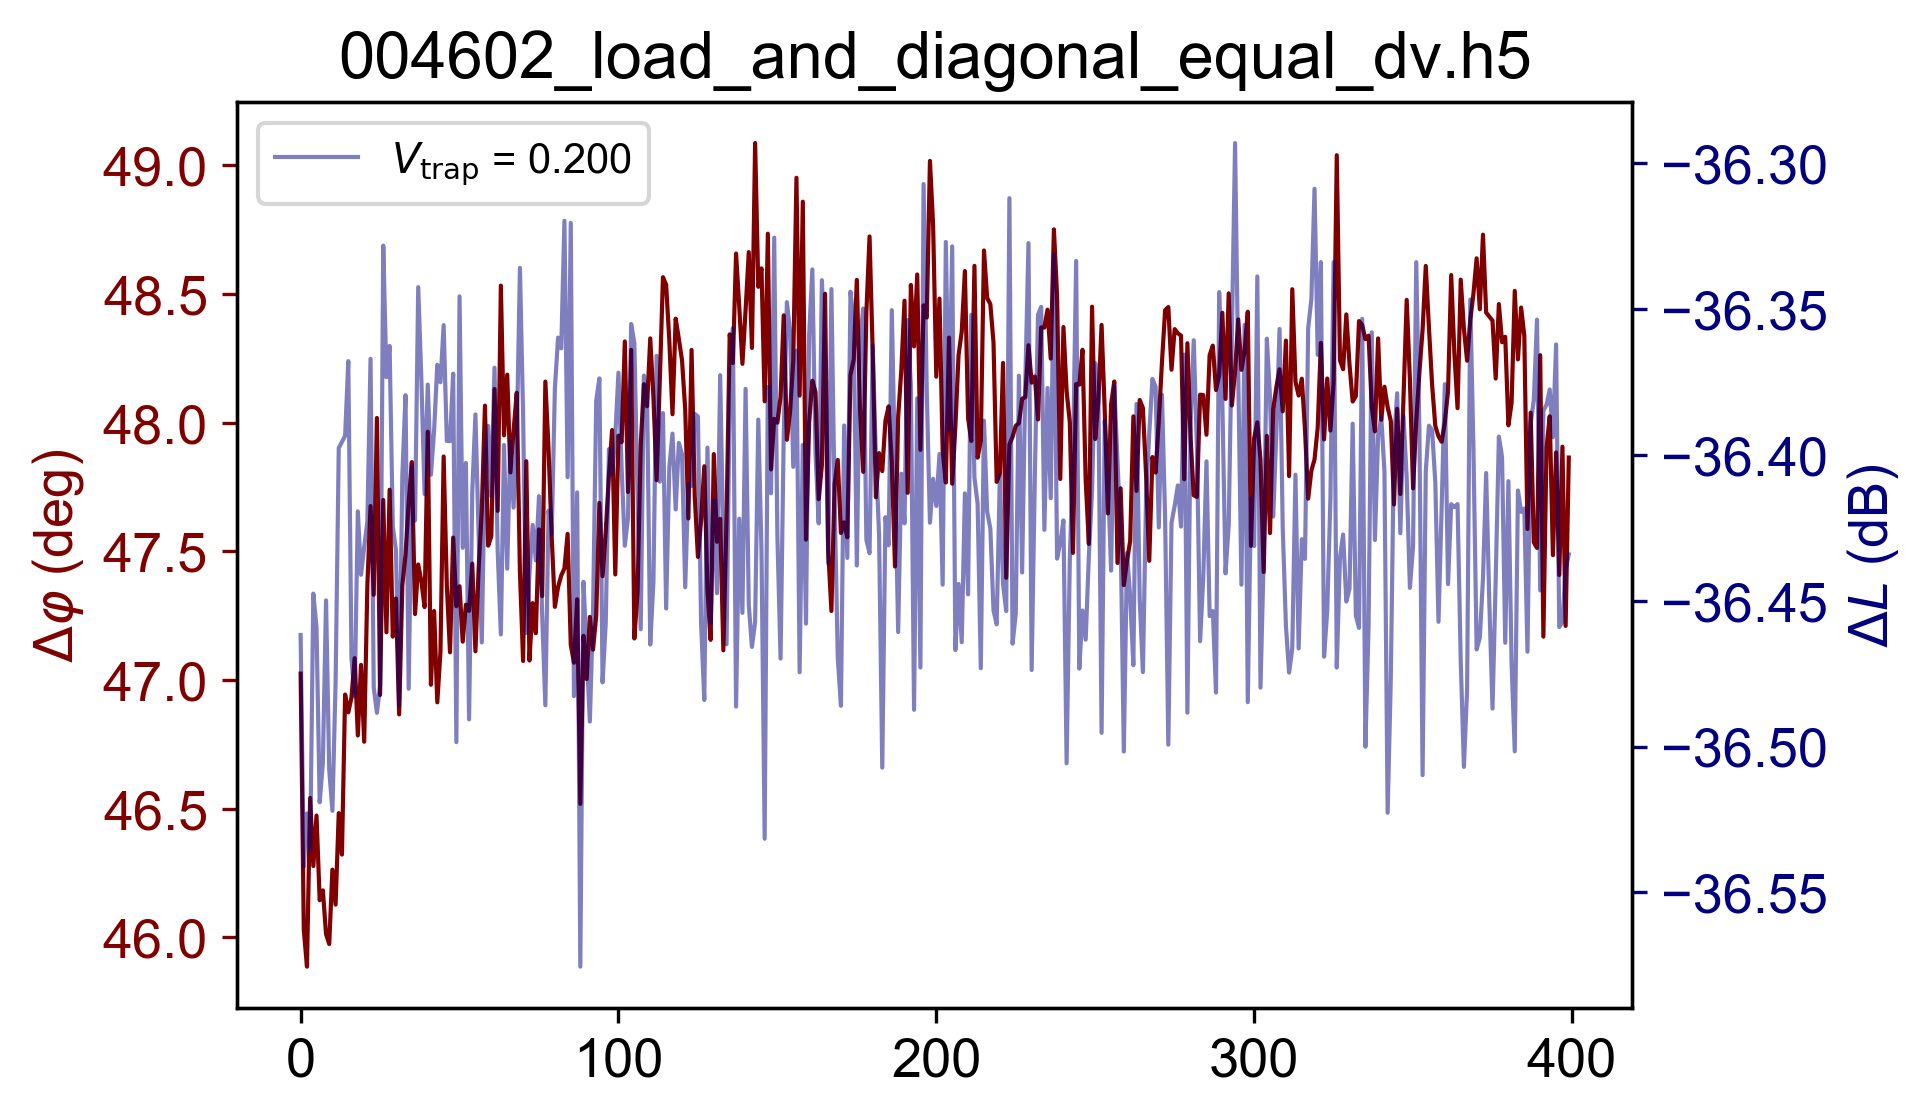 004602_load_and_diagonal_equal_dv.h5
V_trap = 0.200
49.0
48.5
48.0
47.5
47.0
46.5
46.0
Δφ (deg)
−36.30
−36.35
−36.40
−36.45
−36.50
−36.55
ΔL (dB)
0 100 200 300 400